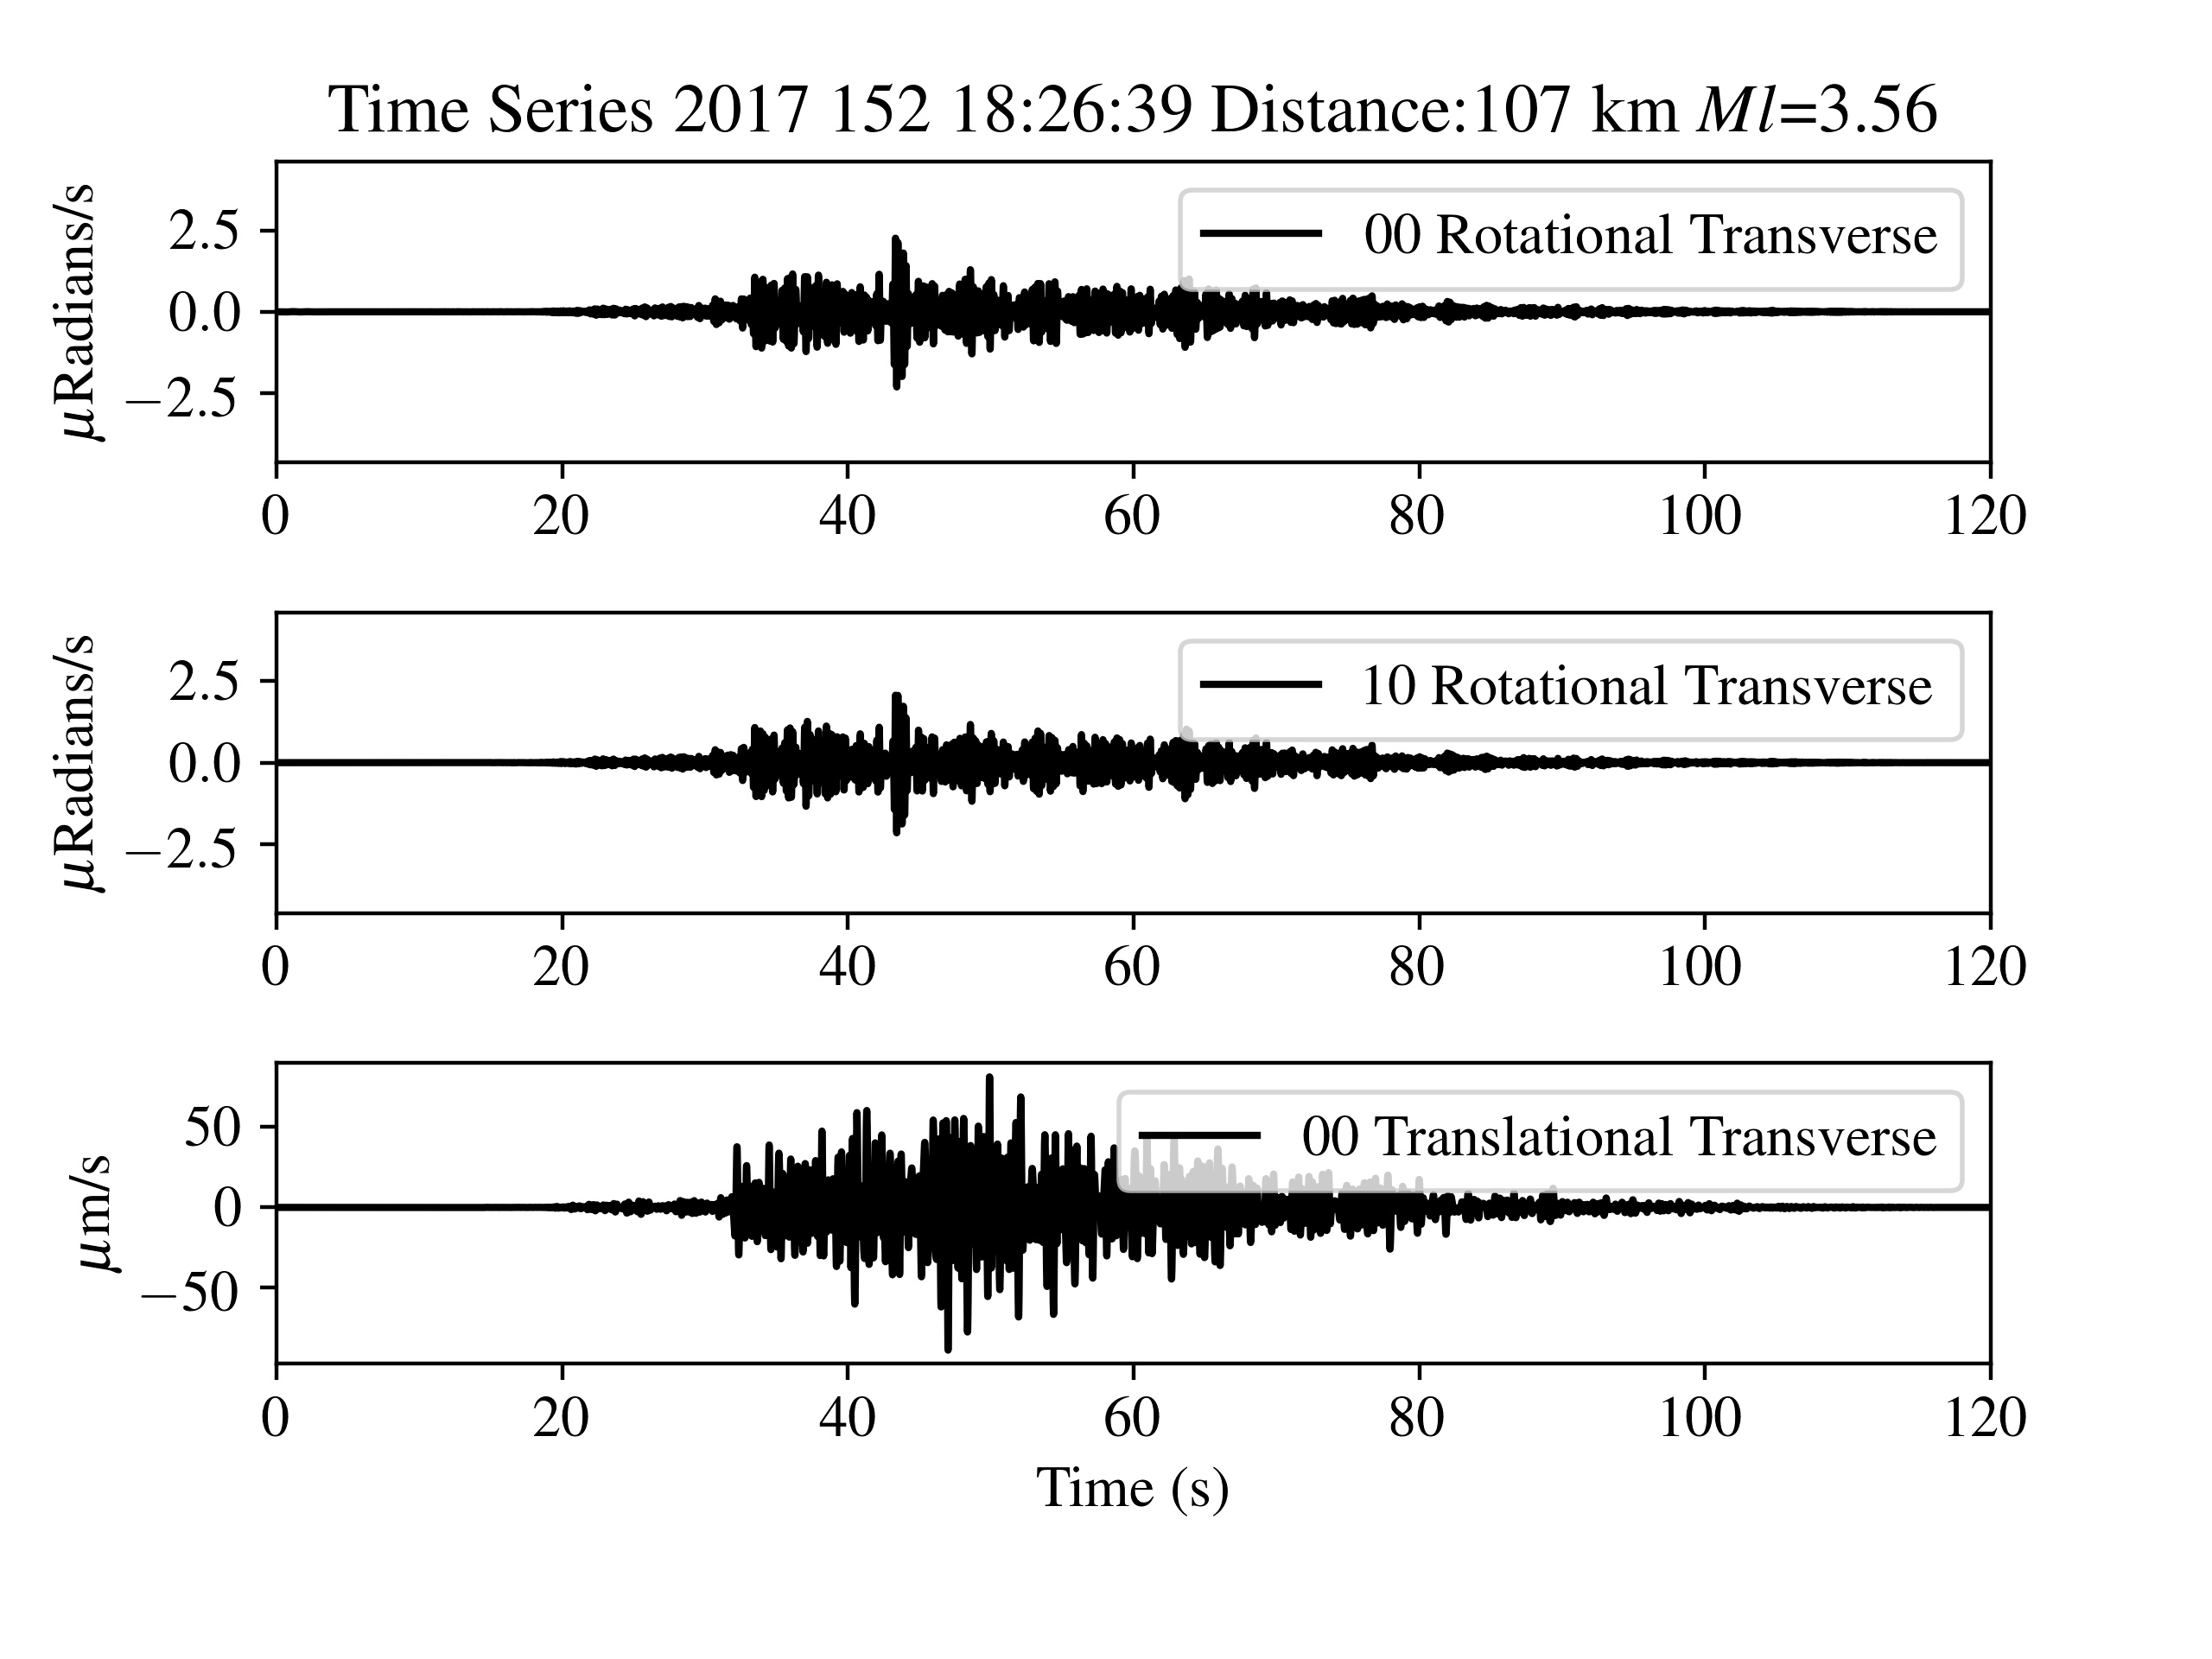 Time Series 2017 152 18:26:39 Distance:107 km Ml=3.56
μRadians/s
2.5
0.0
−2.5
00 Rotational Transverse
0 20 40 60 80 100 120
μRadians/s
2.5
0.0
−2.5
10 Rotational Transverse
0 20 40 60 80 100 120
μm/s
50
0
−50
00 Translational Transverse
0 20 40 60 80 100 120
Time (s)